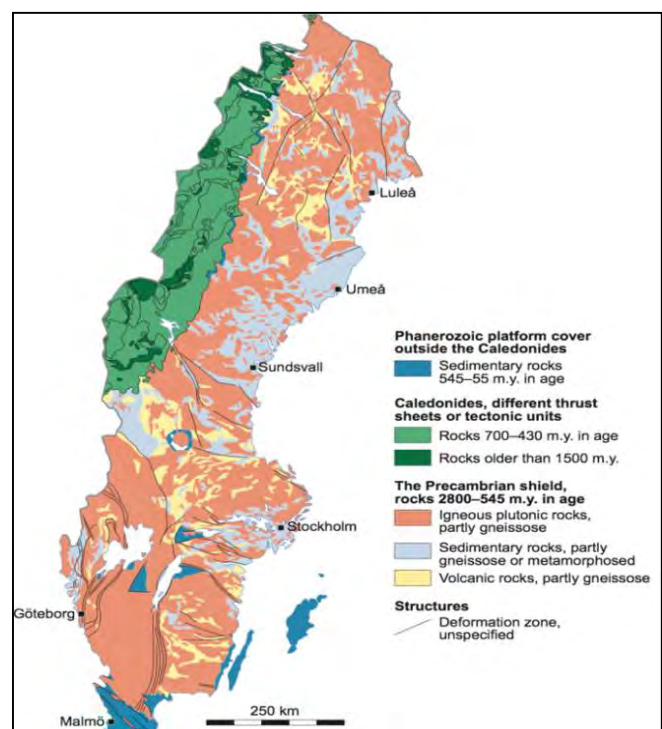 Luleå
Umeå
Sundsvall
Stockholm
Göteborg
Malmö
250 km
Phanerozoic platform cover
outside the Caledonides
Sedimentary rocks
545–55 m.y. in age
Caledonides, different thrust
sheets or tectonic units
Rocks 700–430 m.y. in age
Rocks older than 1500 m.y.
The Precambrian shield,
rocks 2800–545 m.y. in age
Igneous plutonic rocks,
partly gneissose
Sedimentary rocks, partly
gneissose or metamorphosed
Volcanic rocks, partly gneissose
Structures
Deformation zone,
unspecified